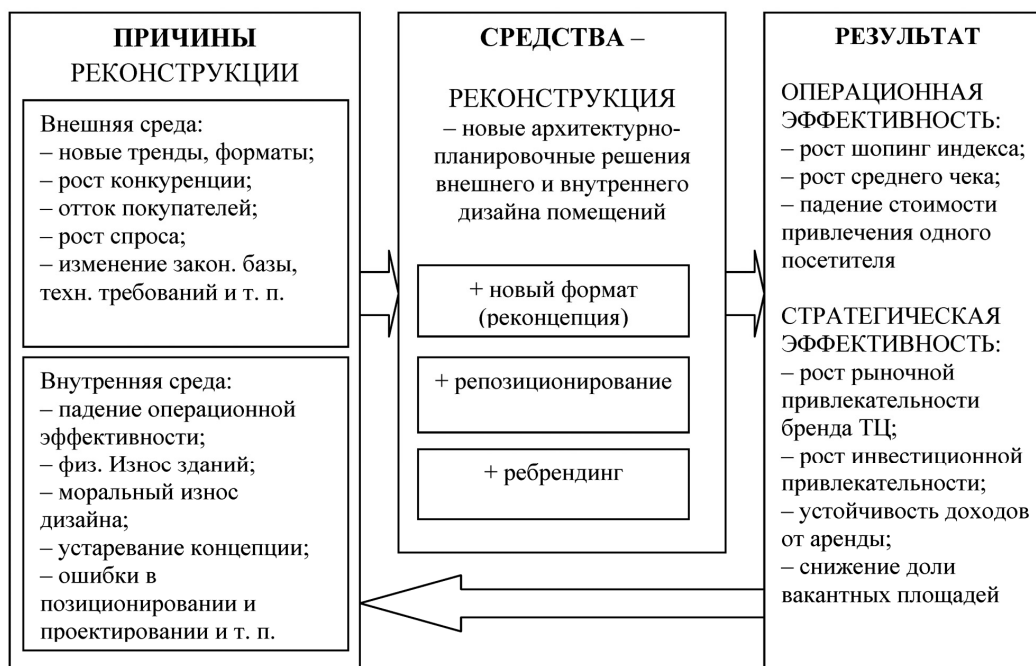 ПРИЧИНЫ
РЕКОНСТРУКЦИИ
Внешняя среда:
– новые тренды, форматы;
– рост конкуренции;
– отток покупателей;
– рост спроса;
– изменение закон. базы,
техн. требований и т. п.
Внутренняя среда:
– падение операционной
эффективности;
– физ. Износ зданий;
– моральный износ
дизайна;
– устаревание концепции;
– ошибки в
позиционировании и
проектировании и т. п.
СРЕДСТВА –
РЕКОНСТРУКЦИЯ
– новые архитектурно-
планировочные решения
внешнего и внутреннего
дизайна помещений
+ новый формат
(реконцепция)
+ репозиционирование
+ ребрендинг
РЕЗУЛЬТАТ
ОПЕРАЦИОННАЯ
ЭФФЕКТИВНОСТЬ:
– рост шопинг индекса;
– рост среднего чека;
– падение стоимости
привлечения одного
посетителя
СТРАТЕГИЧЕСКАЯ
ЭФФЕКТИВНОСТЬ:
– рост рыночной
привлекательности
бренда ТЦ;
– рост инвестиционной
привлекательности;
– устойчивость доходов
от аренды;
– снижение доли
вакантных площадей